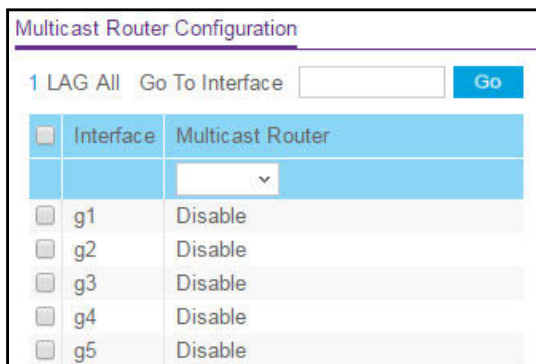 Multicast Router Configuration
1 LAG All Go To Interface Go
Interface Multicast Router
g1 Disable
g2 Disable
g3 Disable
g4 Disable
g5 Disable